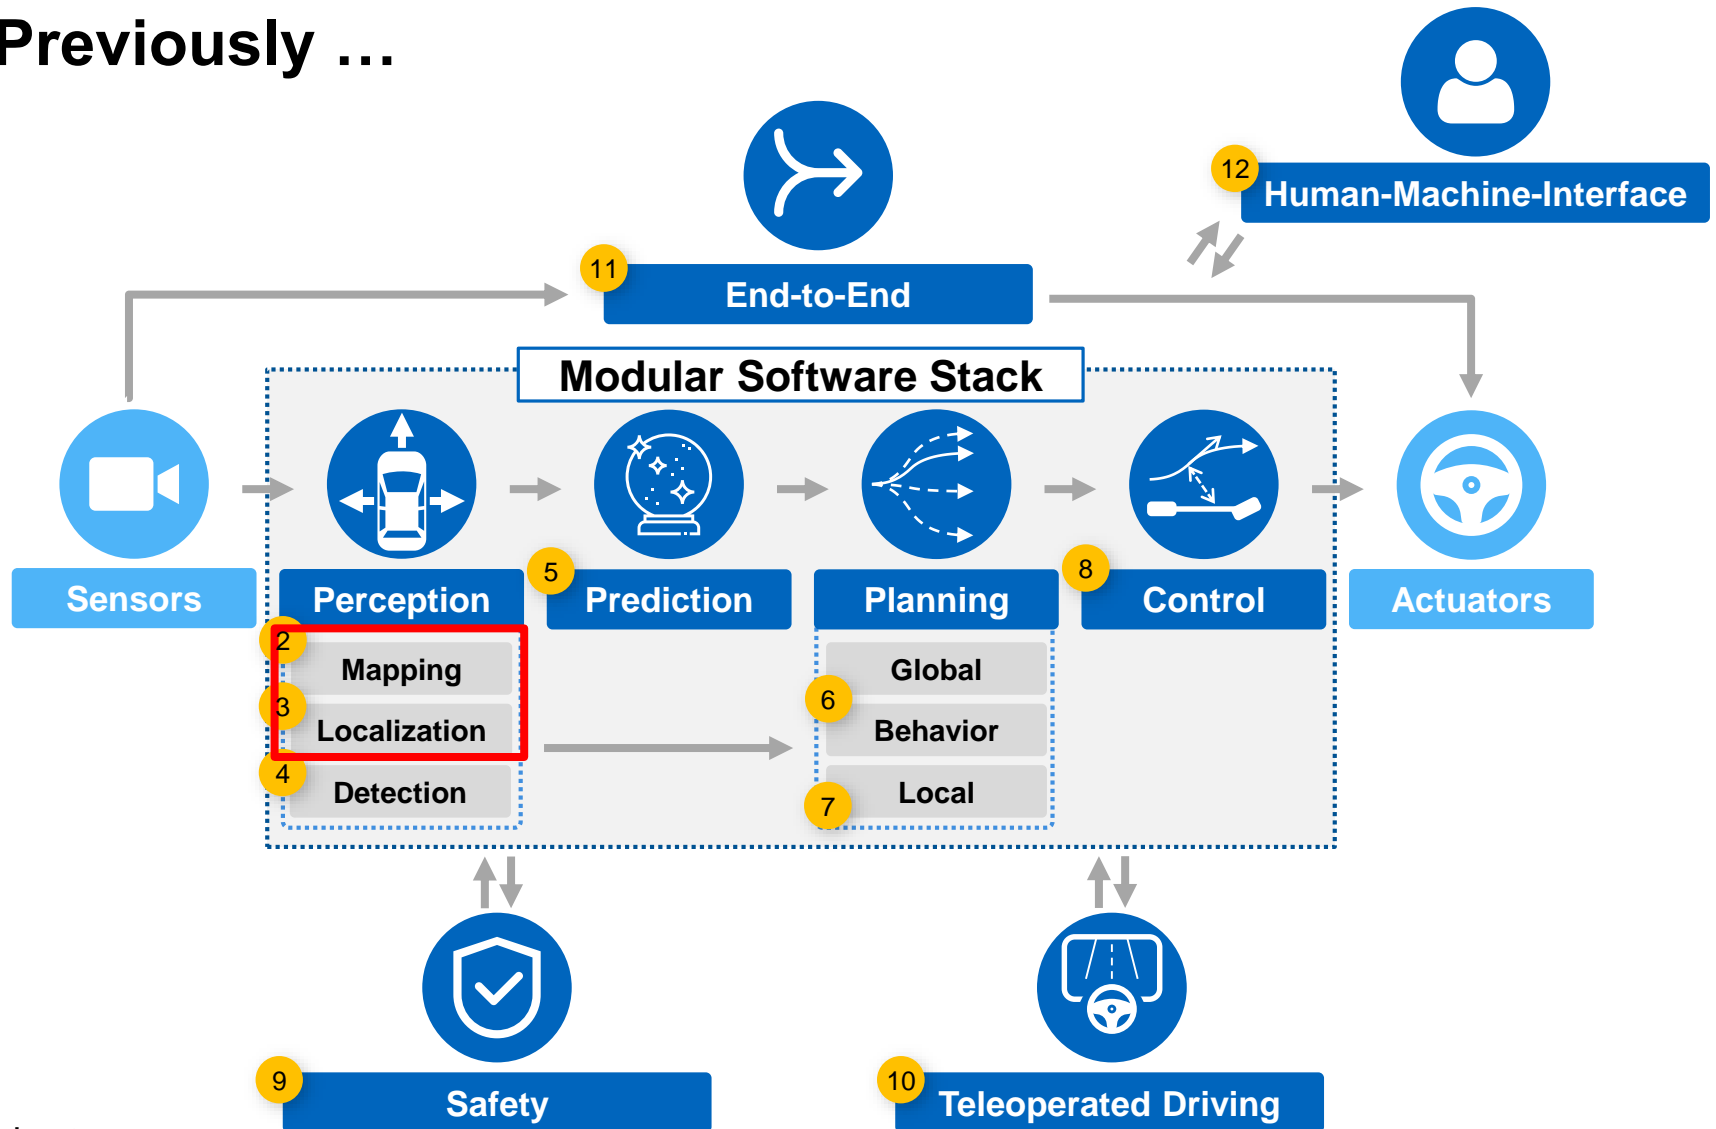 Previously ...
12
Human-Machine-Interface
11
End-to-End
Modular Software Stack
Sensors
Perception
5
Prediction
Planning
8
Control
Actuators
2
Mapping
3
Localization
4
Detection
Global
6
Behavior
7
Local
9
Safety
10
Teleoperated Driving